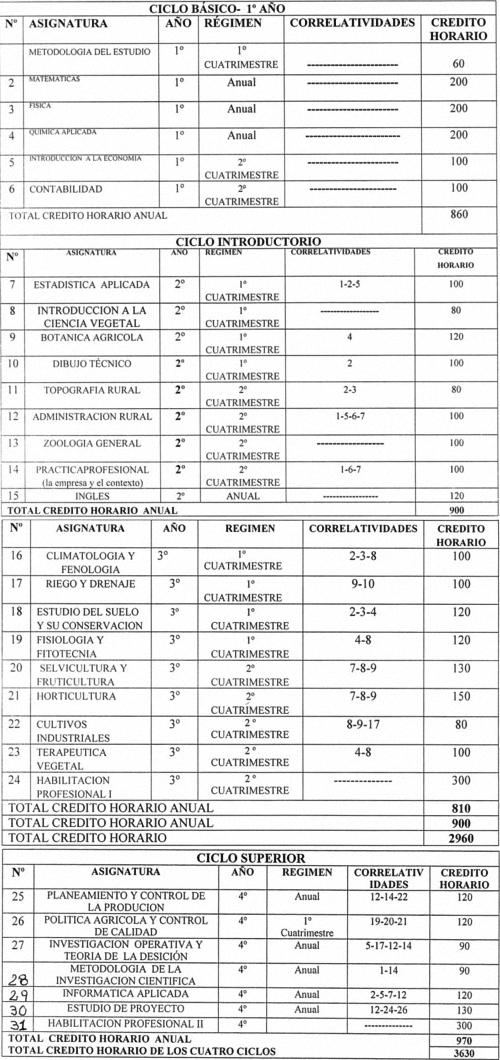 CICLO BÁSICO- 1º AÑO
Nº ASIGNATURA AÑO RÉGIMEN CORRELATIVIDADES CREDITO HORARIO
METODOLOGIA DEL ESTUDIO 1º 1º CUATRIMESTRE ----------------------- 60
2 MATEMATICAS 1º Anual ----------------------- 200
3 FISICA 1º Anual ----------------------- 200
4 QUIMICA APLICADA 1º Anual ----------------------- 200
5 INTRODUCCION A LA ECONOMIA 1º 2º CUATRIMESTRE ----------------------- 100
6 CONTABILIDAD 1º 2º CUATRIMESTRE ----------------------- 100
TOTAL CREDITO HORARIO ANUAL 860
CICLO INTRODUCTORIO
Nº ASIGNATURA AÑO REGIMEN CORRELATIVIDADES CREDITO HORARIO
7 ESTADISTICA APLICADA 2º 1º CUATRIMESTRE 1-2-5 100
8 INTRODUCCION A LA CIENCIA VEGETAL 2º 1º CUATRIMESTRE ------------------ 80
9 BOTANICA AGRICOLA 2º 1º CUATRIMESTRE 4 120
10 DIBUJO TÉCNICO 2º 1º CUATRIMESTRE 2 100
11 TOPOGRAFIA RURAL 2º 2º CUATRIMESTRE 2-3 80
12 ADMINISTRACION RURAL 2º 2º CUATRIMESTRE 1-5-6-7 100
13 ZOOLOGIA GENERAL 2º 2º CUATRIMESTRE ----------------- 100
14 PRACTICAPROFESIONAL (la empresa y el contexto) 2º 2º CUATRIMESTRE 1-6-7 100
15 INGLES 2º ANUAL ---------------- 120
TOTAL CREDITO HORARIO ANUAL 900
Nº ASIGNATURA AÑO REGIMEN CORRELATIVIDADES CREDITO HORARIO
16 CLIMATOLOGIA Y FENOLOGIA 3º 1º CUATRIMESTRE 2-3-8 100
17 RIEGO Y DRENAJE 3º 1º CUATRIMESTRE 9-10 100
18 ESTUDIO DEL SUELO Y SU CONSERVACION 3º 1º CUATRIMESTRE 2-3-4 120
19 FISIOLOGIA Y FITOTECNIA 3º 1º CUATRIMESTRE 4-8 120
20 SELVICULTURA Y FRUTICULTURA 3º 2º CUATRIMESTRE 7-8-9 130
21 HORTICULTURA 3º 2º CUATRIMESTRE 7-8-9 150
22 CULTIVOS INDUSTRIALES 3º 2 º CUATRIMESTRE 8-9-17 80
23 TERAPEUTICA VEGETAL 3º 2 º CUATRIMESTRE 4-8 100
24 HABILITACION PROFESIONAL I 3º 2 º CUATRIMESTRE -------------- 300
TOTAL CREDITO HORARIO ANUAL 810
TOTAL CREDITO HORARIO ANUAL 900
TOTAL CREDITO HORARIO 2960
CICLO SUPERIOR
Nº ASIGNATURA AÑO REGIMEN CORRELATIV IDADES CREDITO HORARIO
25 PLANEAMIENTO Y CONTROL DE LA PRODUCION 4º Anual 12-14-22 120
26 POLITICA AGRICOLA Y CONTROL DE CALIDAD 4º 1º Cuatrimestre 19-20-21 120
27 INVESTIGACION OPERATIVA Y TEORIA DE LA DESICIÓN 4º Anual 5-17-12-14 90
28 METODOLOGIA DE LA INVESTIGACION CIENTIFICA 4º Anual 1-14 90
29 INFORMATICA APLICADA 4º Anual 2-5-7-12 120
30 ESTUDIO DE PROYECTO 4º Anual 12-24-26 130
31 HABILITACION PROFESIONAL II 4º ------------- 300
TOTAL CREDITO HORARIO ANUAL 970
TOTAL CREDITO HORARIO DE LOS CUATRO CICLOS 3630